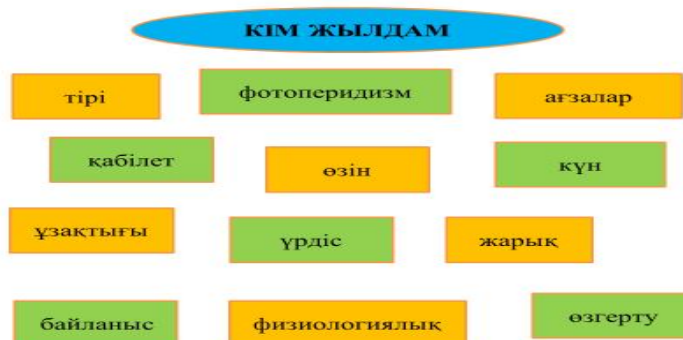 КІМ ЖЫЛДАМ
тірі
фотоперидизм
ағзалар
қабілет
өзін
күн
ұзақтығы
үрдіс
жарық
байланыс
физиологиялық
өзгерту